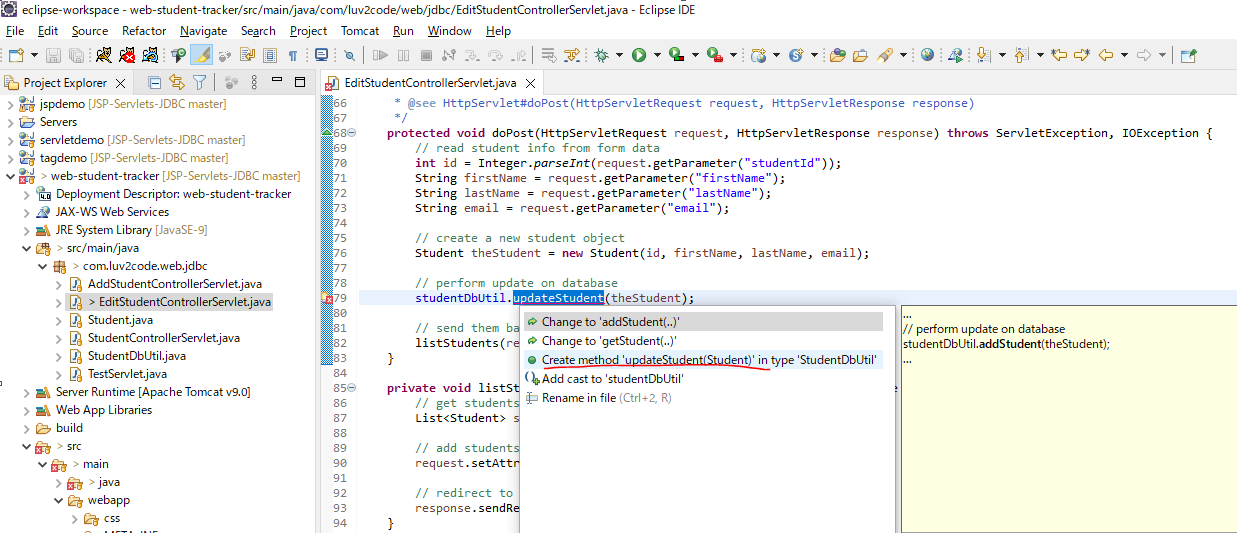 eclipse-workspace - web-student-tracker/src/main/java/com/luv2code/web/jdbc/EditStudentControllerServlet.java - Eclipse IDE
File Edit Source Refactor Navigate Search Project Tomcat Run Window Help
Project Explorer
EditStudentControllerServlet.java
jspdemo [JSP-Servlets-JDBC master]
Servers
servletdemo [JSP-Servlets-JDBC master]
tagdemo [JSP-Servlets-JDBC master]
> web-student-tracker [JSP-Servlets-JDBC master]
Deployment Descriptor: web-student-tracker
JAX-WS Web Services
JRE System Library [JavaSE-9]
> src/main/java
> com.luv2code.web.jdbc
> AddStudentControllerServlet.java
> EditStudentControllerServlet.java
> Student.java
> StudentControllerServlet.java
> StudentDbUtil.java
> TestServlet.java
Server Runtime [Apache Tomcat v9.0]
Web App Libraries
build
> src
> main
> java
webapp
css
66 * @see HttpServlet#doPost(HttpServletRequest request, HttpServletResponse response)
67 */
68 protected void doPost(HttpServletRequest request, HttpServletResponse response) throws ServletException, IOException {
69 // read student info from form data
70 int id = Integer.parseInt(request.getParameter("studentId"));
71 String firstName = request.getParameter("firstName");
72 String lastName = request.getParameter("lastName");
73 String email = request.getParameter("email");
74
75 // create a new student object
76 Student theStudent = new Student(id, firstName, lastName, email);
77
78 // perform update on database
79 studentDbUtil.updateStudent(theStudent);
80
81 // send them ba
82 listStudents(re
83 }
84
85 private void listSt
86 // get students
87 List<Student> s
88
89 // add students
90 request.setAttr
91
92 // redirect to
93 response.sendRe
94 }
Change to 'addStudent(..)'
Change to 'getStudent(..)'
Create method 'updateStudent(Student)' in type 'StudentDbUtil'
Add cast to 'studentDbUtil'
Rename in file (Ctrl+2, R)
...
// perform update on database
studentDbUtil.addStudent(theStudent);
...